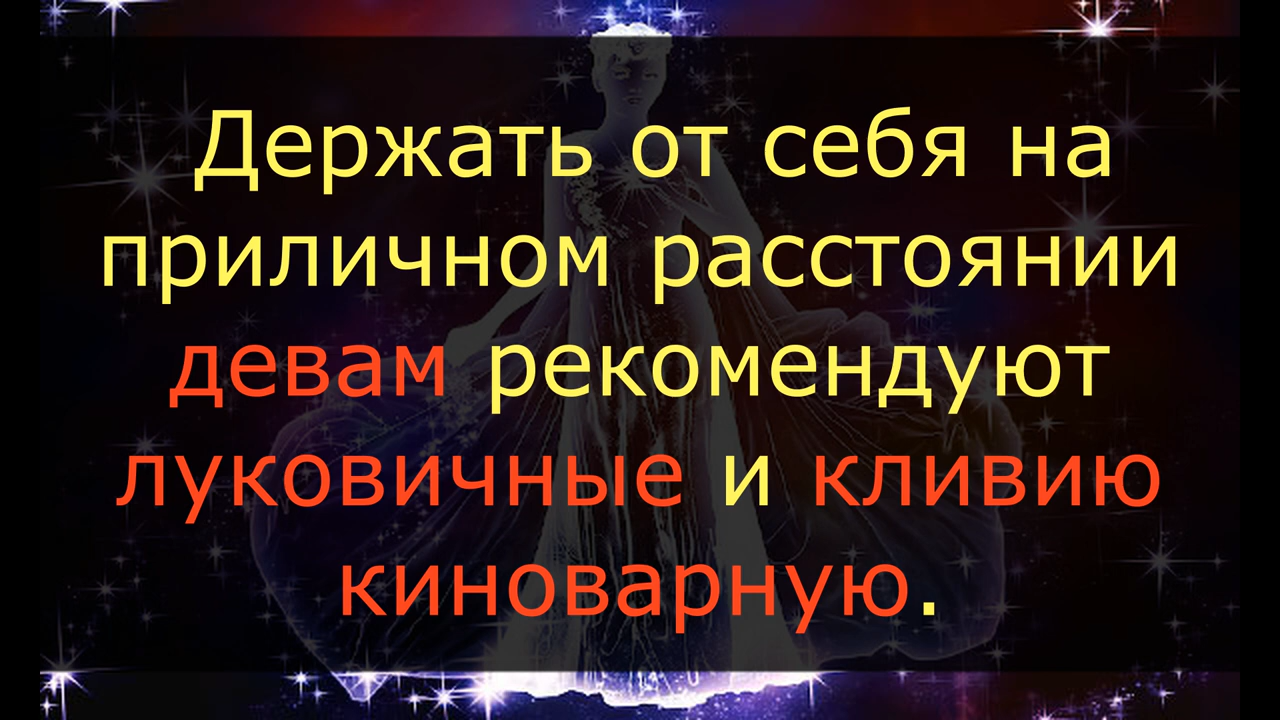 Держать от себя на
приличном расстоянии
девам рекомендуют
луковичные и кливию
киноварную.